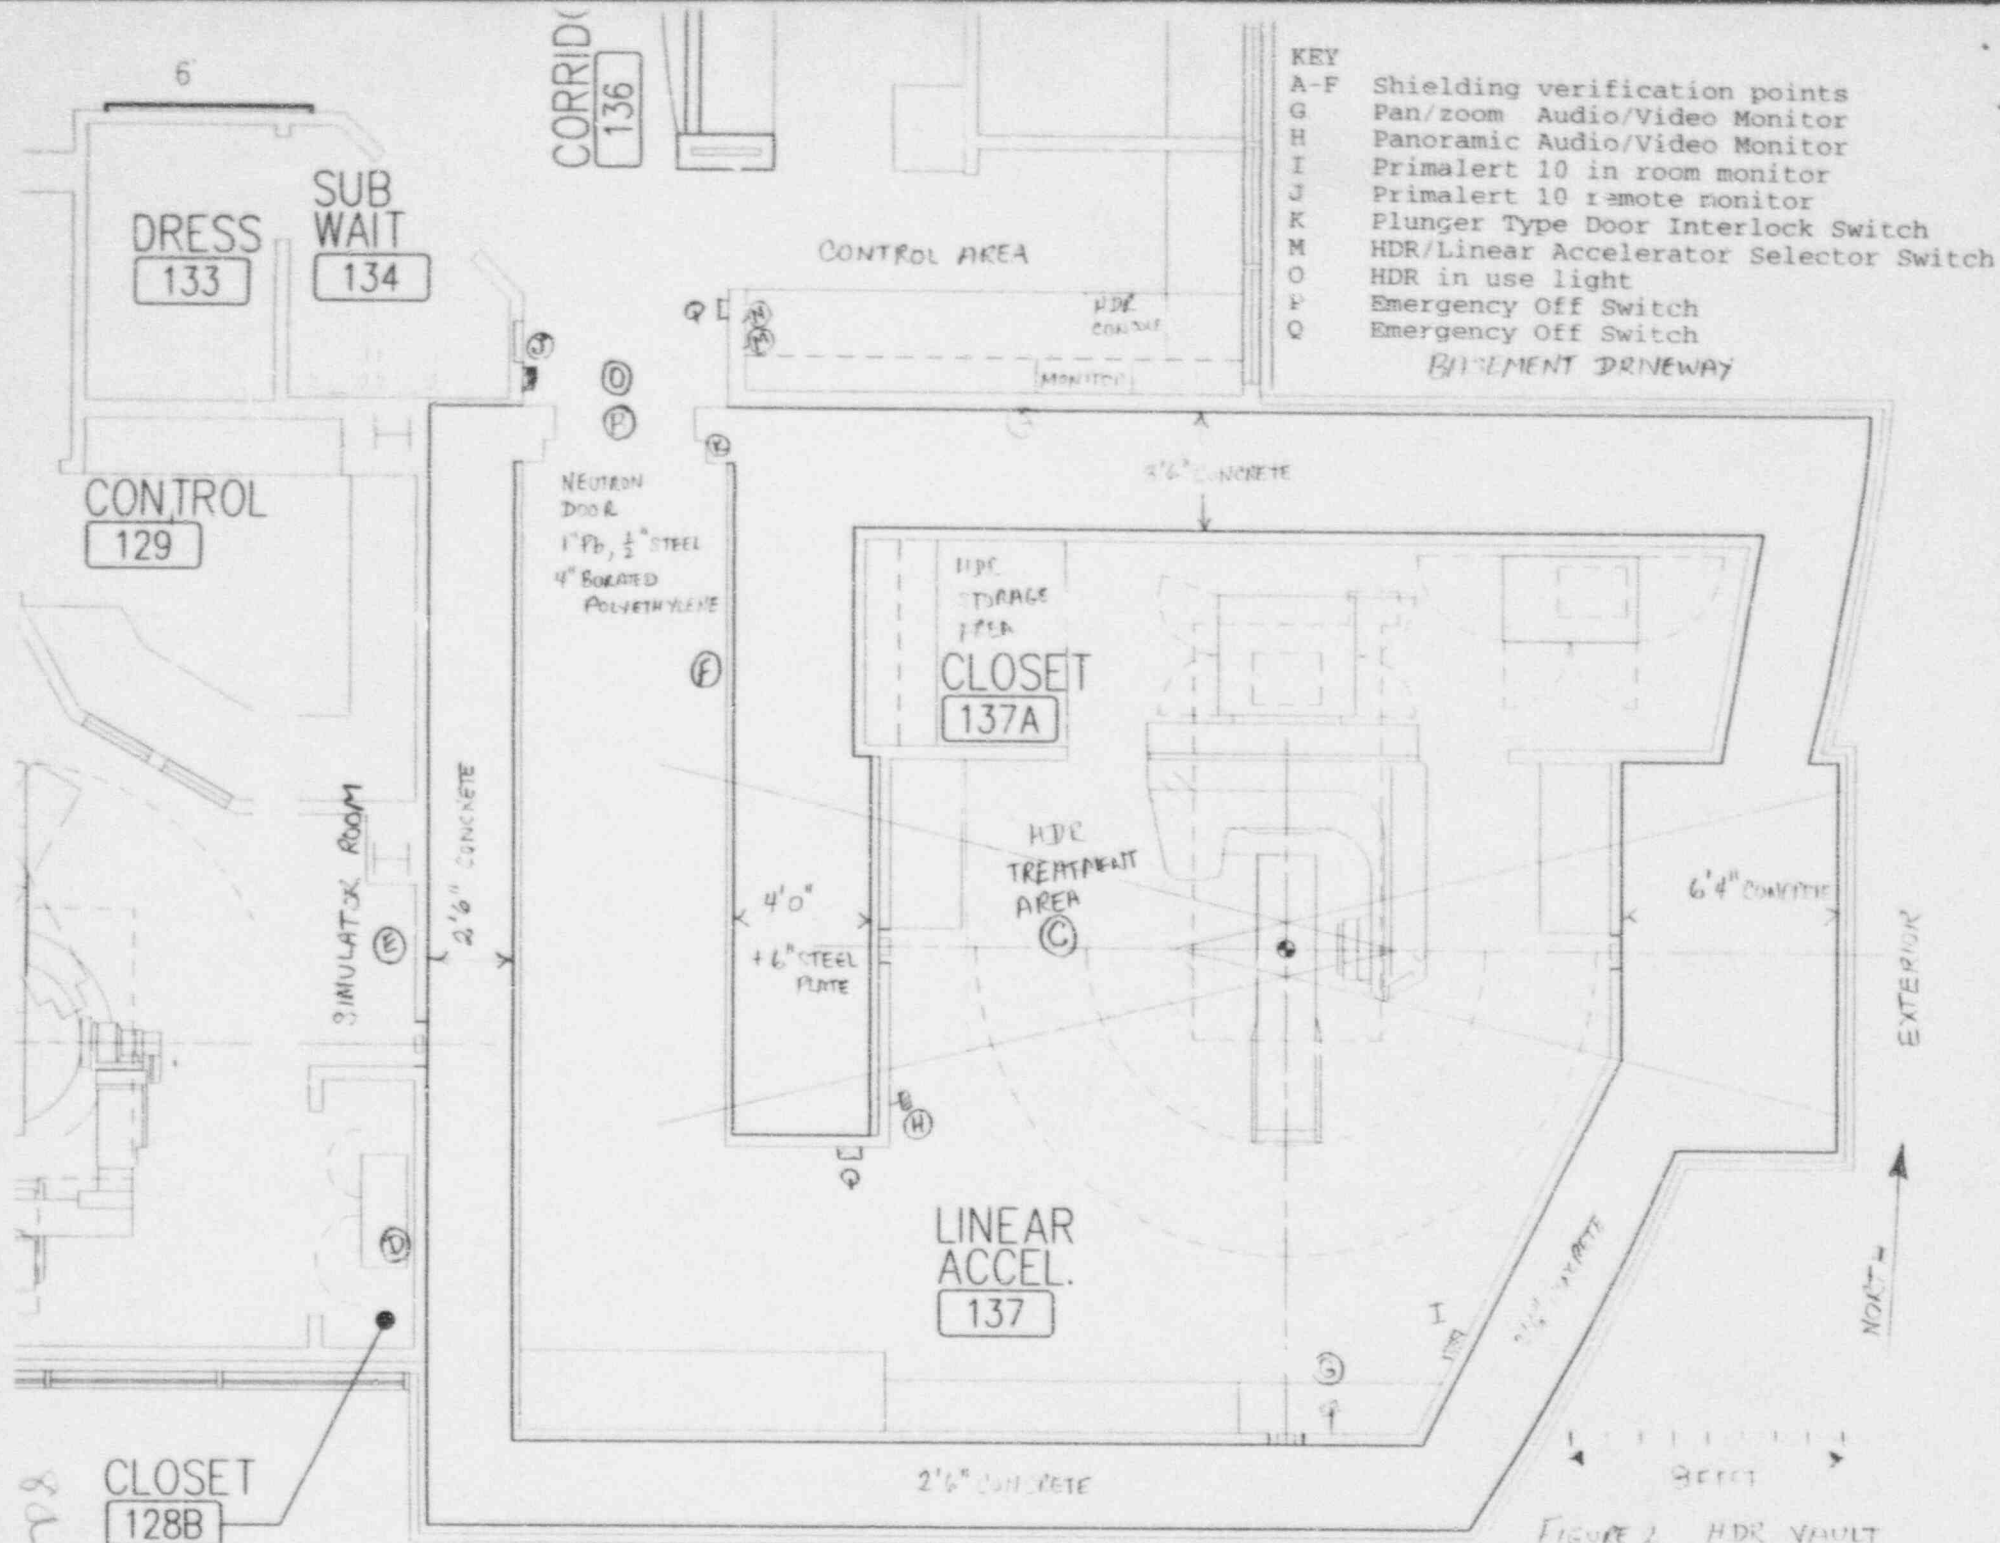 KEY
A-F Shielding verification points
G Pan/zoom Audio/Video Monitor
H Panoramic Audio/Video Monitor
I Primalert 10 in room monitor
J Primalert 10 remote monitor
K Plunger Type Door Interlock Switch
M HDR/Linear Accelerator Selector Switch
O HDR in use light
P Emergency Off Switch
Q Emergency Off Switch
BASEMENT DRIVEWAY
6'
CORRIDO
136
DRESS
133
SUB
WAIT
134
CONTROL AREA
Q
HDR
CONSOLE
MONITOR
J
O
P
K
CONTROL
129
NEUTRON
DOOR
1" Pb, 1/2" STEEL
4" BORATED
POLYETHYLENE
3'6" CONCRETE
HDR
STORAGE
AREA
CLOSET
137A
F
SIMULATOR ROOM
2'6" CONCRETE
E
4'0"
+ 6" STEEL
PLATE
HDR
TREATMENT
AREA
C
6'4" CONCRETE
EXTERIOR
H
Q
D
LINEAR
ACCEL.
137
I
G
CONCRETE
NORTH
2'6" CONCRETE
8 FEET
CLOSET
128B
FIGURE 2 HDR VAULT